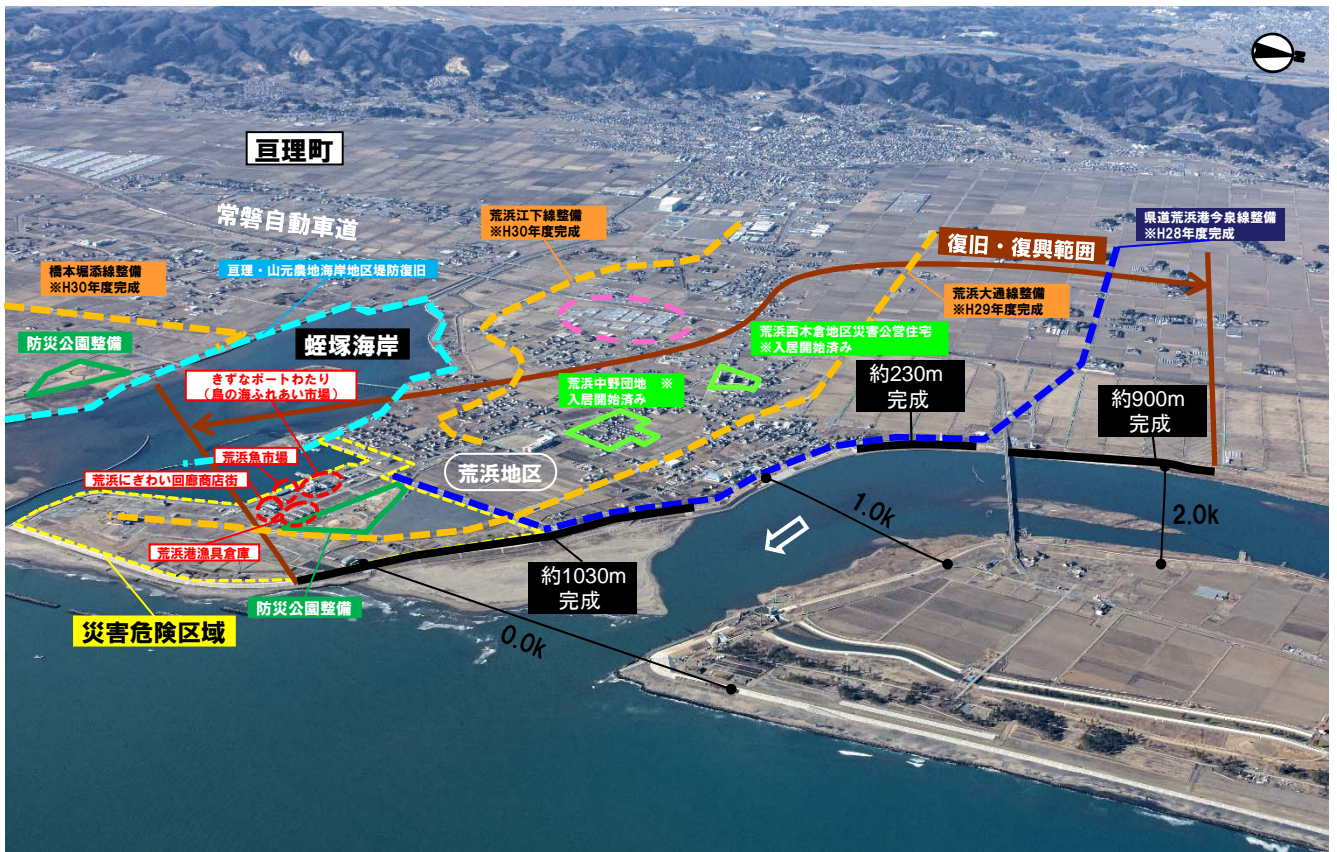 亘理町
常磐自動車道
荒浜江下線整備
※H30年度完成
県道荒浜港今泉線整備
※H28年度完成
復旧・復興範囲
橋本堀添線整備
※H30年度完成
亘理・山元農地海岸地区堤防復旧
荒浜大通線整備
※H29年度完成
防災公園整備
蛭塚海岸
荒浜西木倉地区災害公営住宅
※入居開始済み
きずなポートわたり
(鳥の海ふれあい市場)
荒浜中野団地 ※
入居開始済み
約230m
完成
約900m
完成
荒浜魚市場
荒浜地区
荒浜にぎわい回廊商店街
1.0k
2.0k
荒浜港漁具倉庫
約1030m
完成
防災公園整備
災害危険区域
0.0k
N